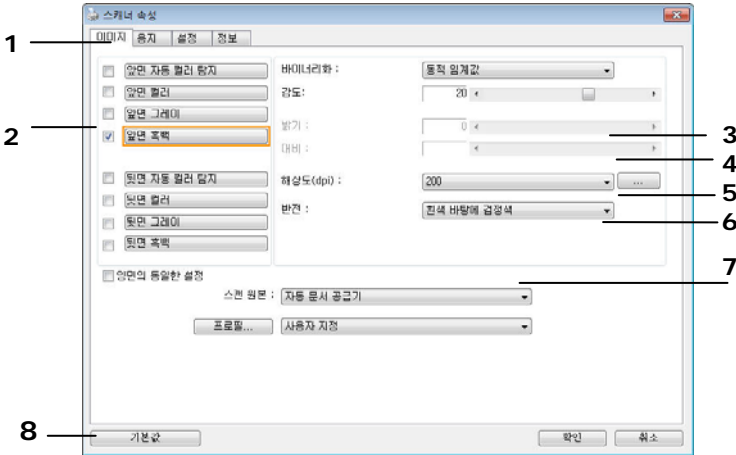 스캐너 속성
1
이미지 용지 설정 정보
앞면 자동 컬러 탐지
앞면 컬러
앞면 그레이
2
앞면 흑백
뒷면 자동 컬러 탐지
뒷면 컬러
뒷면 그레이
뒷면 흑백
바이너리화 : 동적 임계값
감도: 20
밝기 : 0
3
대비 :
4
해상도(dpi) : 200 ...
5
반전 : 흰색 바탕에 검정색
6
7
양면의 동일한 설정
스캔 원본 : 자동 문서 공급기
프로필... 사용자 지정
8
기본값 확인 취소